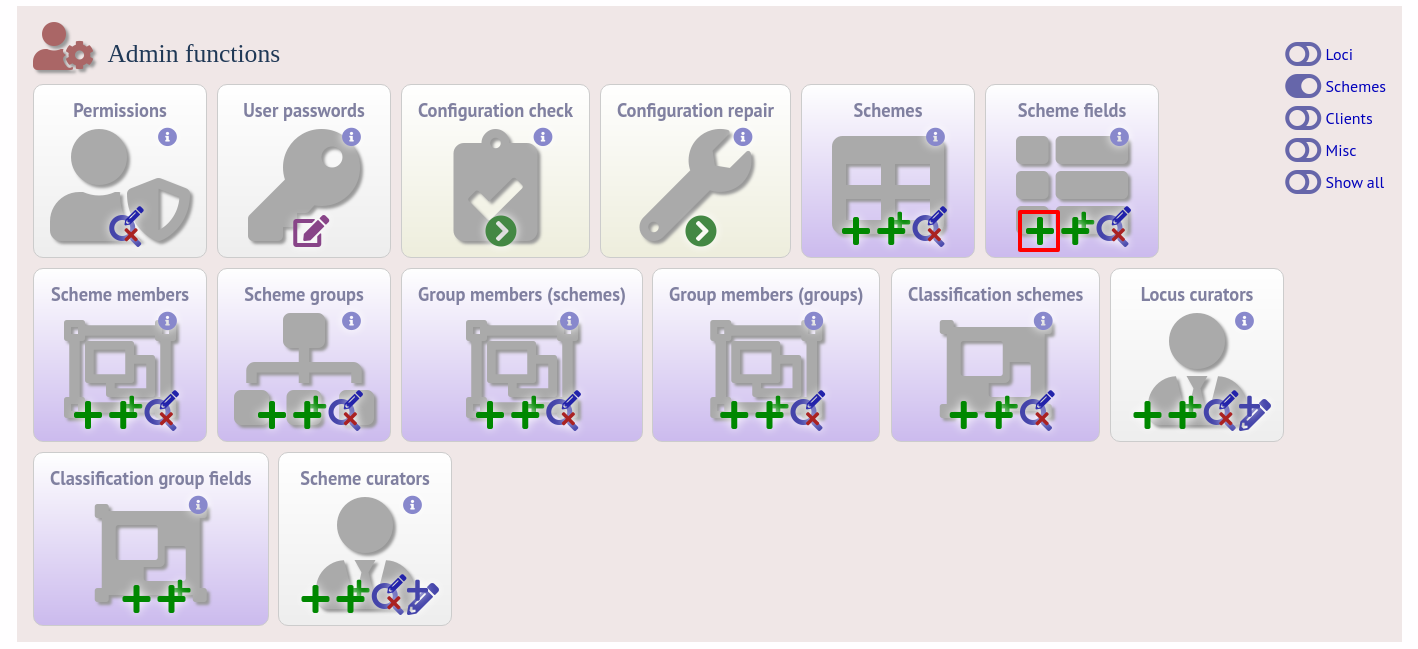 Admin functions
Loci
Schemes
Clients
Misc
Show all
Permissions
User passwords
Configuration check
Configuration repair
Schemes
Scheme fields
Scheme members
Scheme groups
Group members (schemes)
Group members (groups)
Classification schemes
Locus curators
Classification group fields
Scheme curators